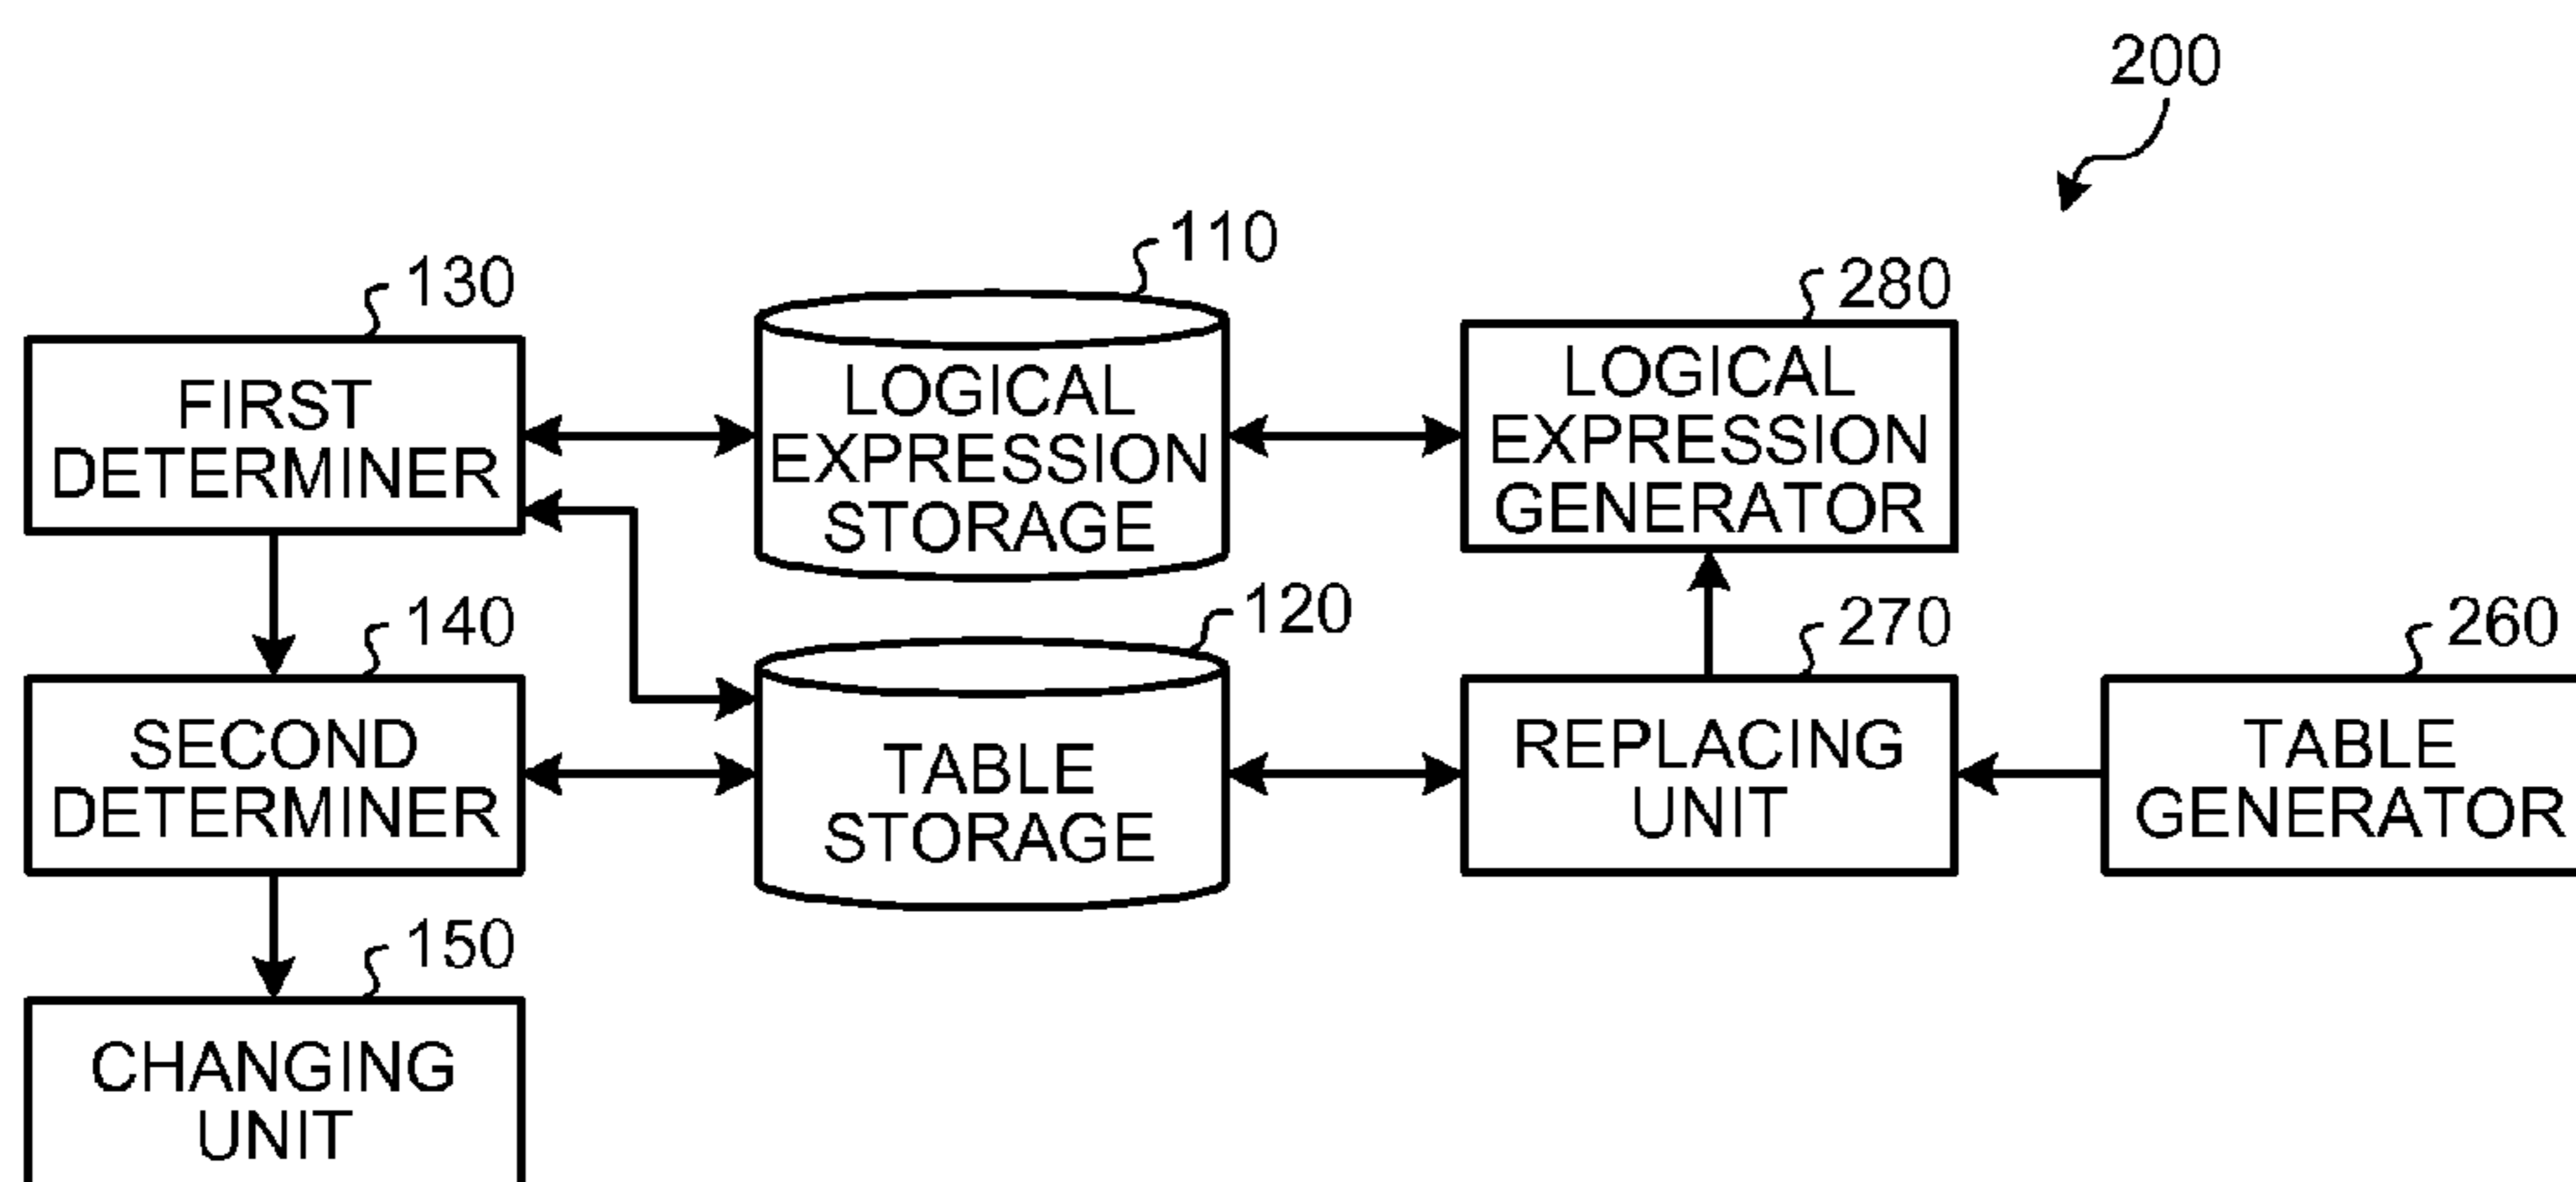 200
110
130
280
FIRST
DETERMINER
LOGICAL
EXPRESSION
STORAGE
LOGICAL
EXPRESSION
GENERATOR
120
140
270
260
SECOND
DETERMINER
TABLE
STORAGE
REPLACING
UNIT
TABLE
GENERATOR
150
CHANGING
UNIT